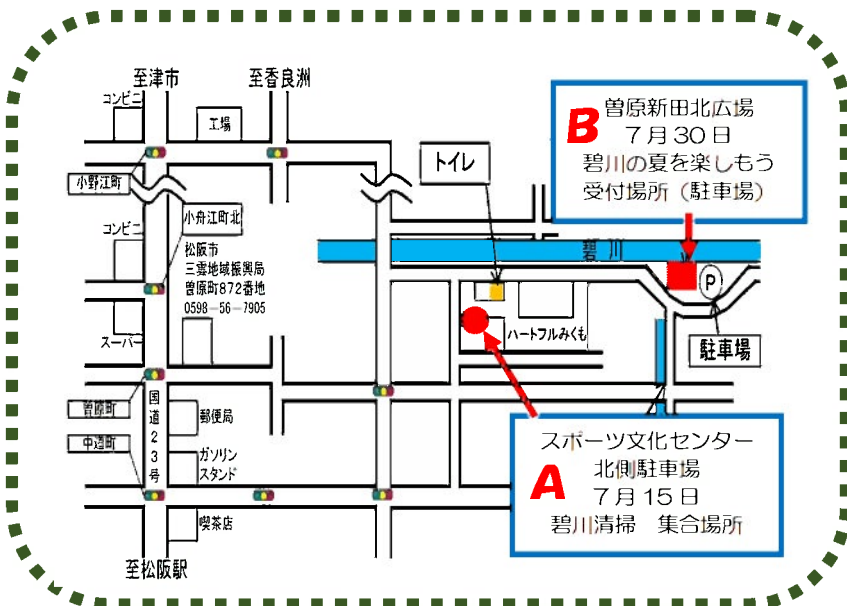 至津市
至香良洲
コンビニ
工場
小野江町
トイレ
B
曽原新田北広場
7月30日
碧川の夏を楽しもう
受付場所（駐車場）
コンビニ
小舟江町北
松阪市
三雲地域振興局
曽原町872番地
0598－56－7905
碧川
P
スーパー
ハートフルみくも
駐車場
曽原町
国道23号
郵便局
中道町
ガソリン
スタンド
喫茶店
至松阪駅
A
スポーツ文化センター
北側駐車場
7月15日
碧川清掃　集合場所